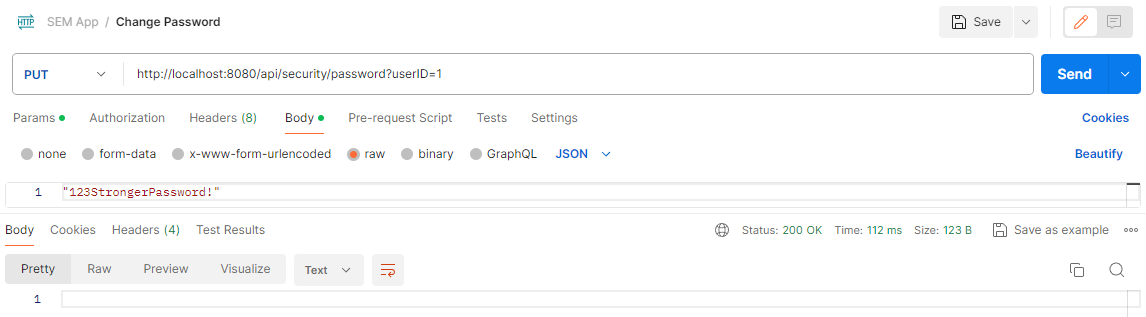 HTTP SEM App / Change Password Save
PUT http://localhost:8080/api/security/password?userID=1 Send
Params Authorization Headers (8) Body Pre-request Script Tests Settings Cookies
none form-data x-www-form-urlencoded raw binary GraphQL JSON Beautify
1 "123StrongerPassword!"
Body Cookies Headers (4) Test Results Status: 200 OK Time: 112 ms Size: 123 B Save as example
Pretty Raw Preview Visualize Text
1